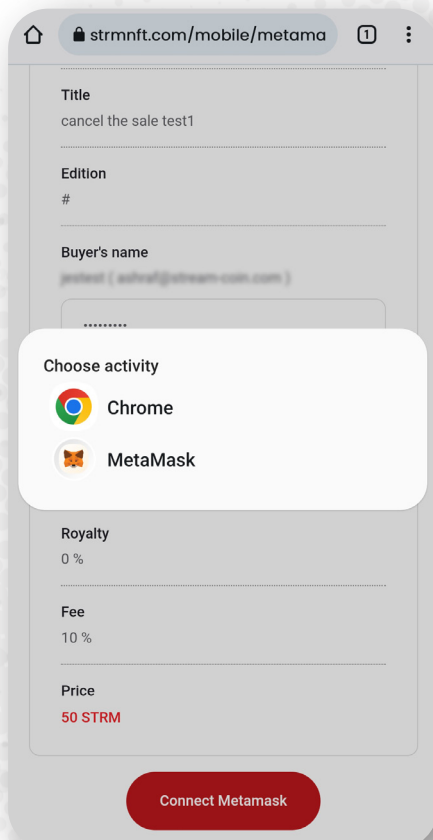 strmnft.com/mobile/metama
1
Title
cancel the sale test1
Edition
#
Buyer's name
Choose activity
Chrome
MetaMask
Royalty
0 %
Fee
10 %
Price
50 STRM
Connect Metamask